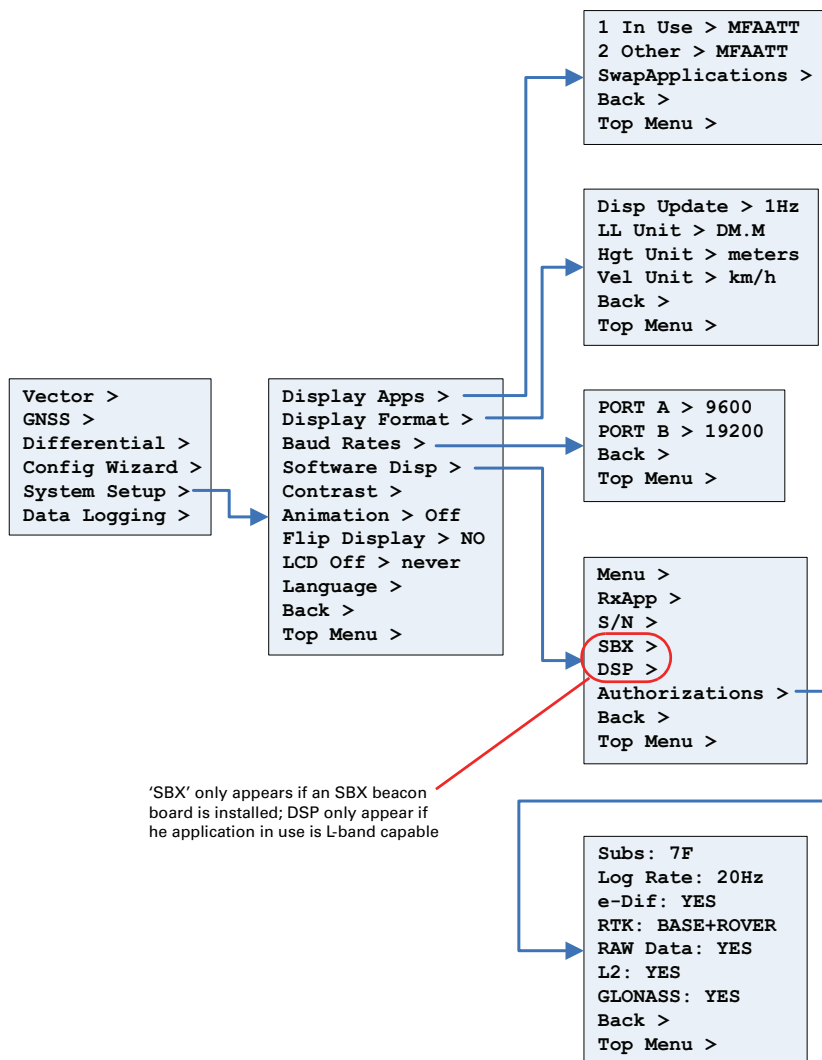 1 In Use > MFAATT
2 Other > MFAATT
SwapApplications >
Back >
Top Menu >
Disp Update > 1Hz
LL Unit > DM.M
Hgt Unit > meters
Vel Unit > km/h
Back >
Top Menu >
Vector >
GNSS >
Differential >
Config Wizard >
System Setup >
Data Logging >
Display Apps >
Display Format >
Baud Rates >
Software Disp >
Contrast >
Animation > Off
Flip Display > NO
LCD Off > never
Language >
Back >
Top Menu >
PORT A > 9600
PORT B > 19200
Back >
Top Menu >
Menu >
RxApp >
S/N >
SBX >
DSP >
Authorizations >
Back >
Top Menu >
‘SBX’ only appears if an SBX beacon
board is installed; DSP only appear if
he application in use is L-band capable
Subs: 7F
Log Rate: 20Hz
e-Dif: YES
RTK: BASE+ROVER
RAW Data: YES
L2: YES
GLONASS: YES
Back >
Top Menu >